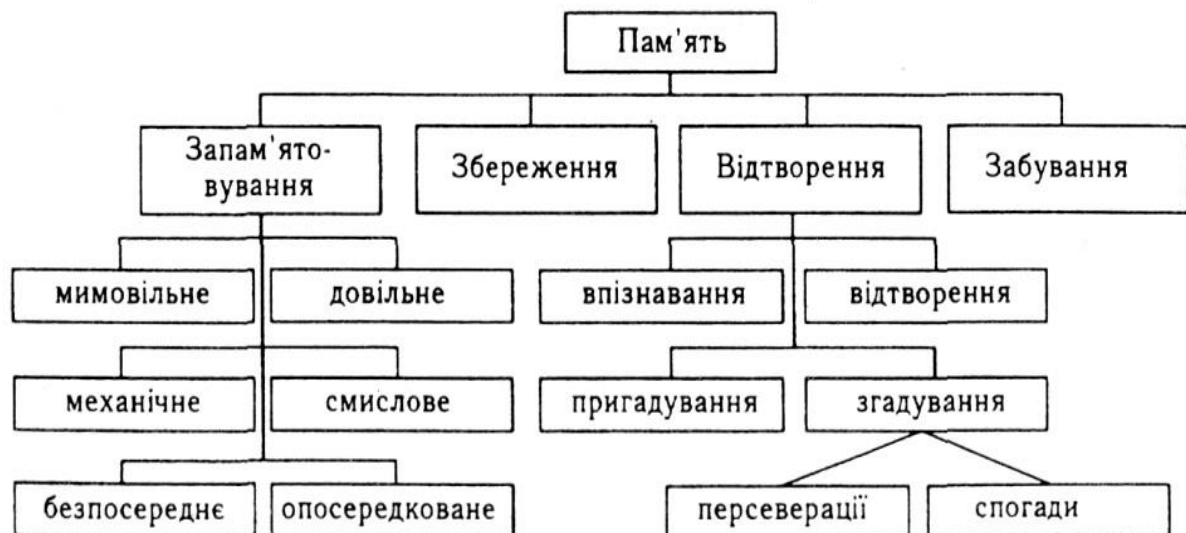 Пам'ять
Запам'ято-
вування
Збереження
Відтворення
Забування
мимовільне
довільне
впізнавання
відтворення
механічне
смислове
пригадування
згадування
безпосереднє
опосередковане
персеверації
спогади